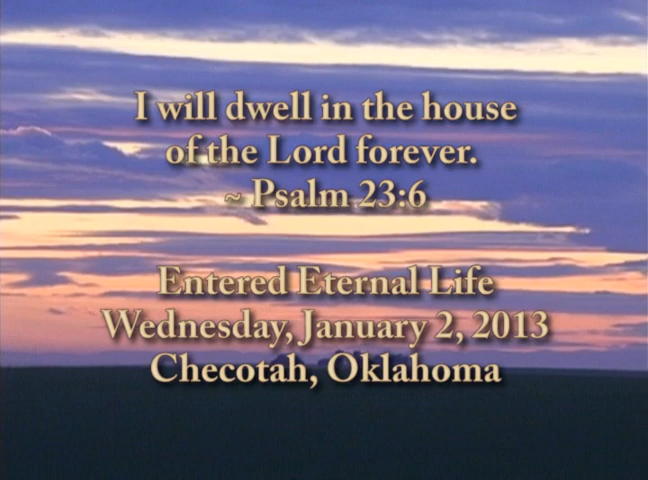 I will dwell in the house
of the Lord forever.
~ Psalm 23:6
Entered Eternal Life
Wednesday, January 2, 2013
Checotah, Oklahoma